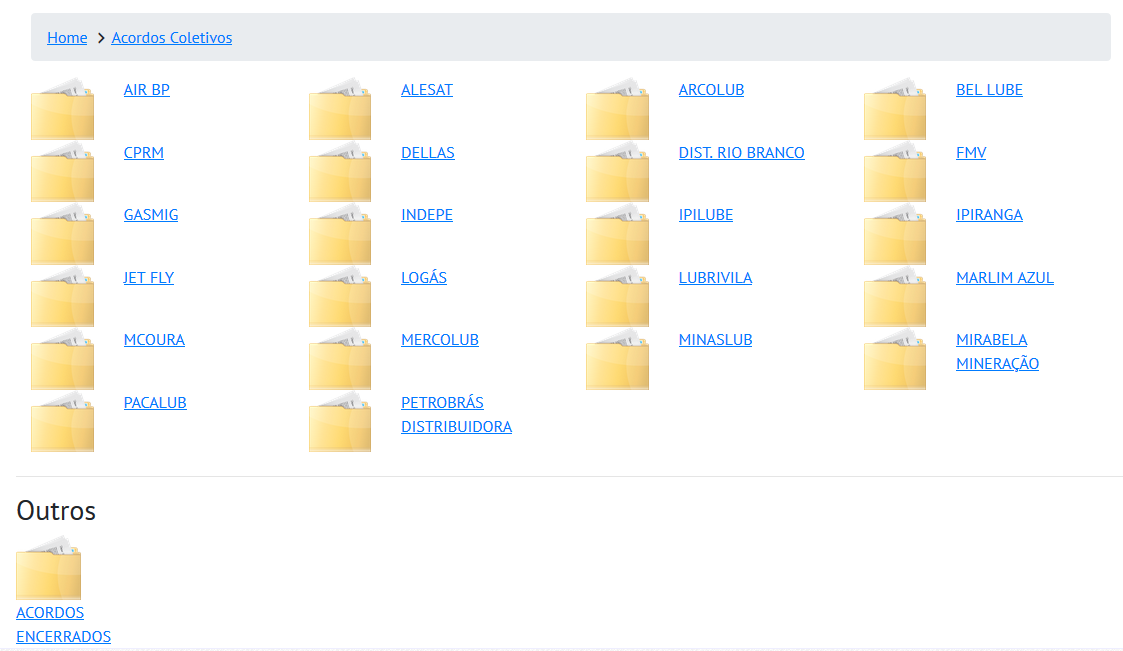 Home > Acordos Coletivos
AIR BP
ALESAT
ARCOLUB
BEL LUBE
CPRM
DELLAS
DIST. RIO BRANCO
FMV
GASMIG
INDEPE
IPILUBE
IPIRANGA
JET FLY
LOGÁS
LUBRIVILA
MARLIM AZUL
MCOURA
MERCOLUB
MINASLUB
MIRABELA
MINERAÇÃO
PACALUB
PETROBRÁS
DISTRIBUIDORA
Outros
ACORDOS
ENCERRADOS